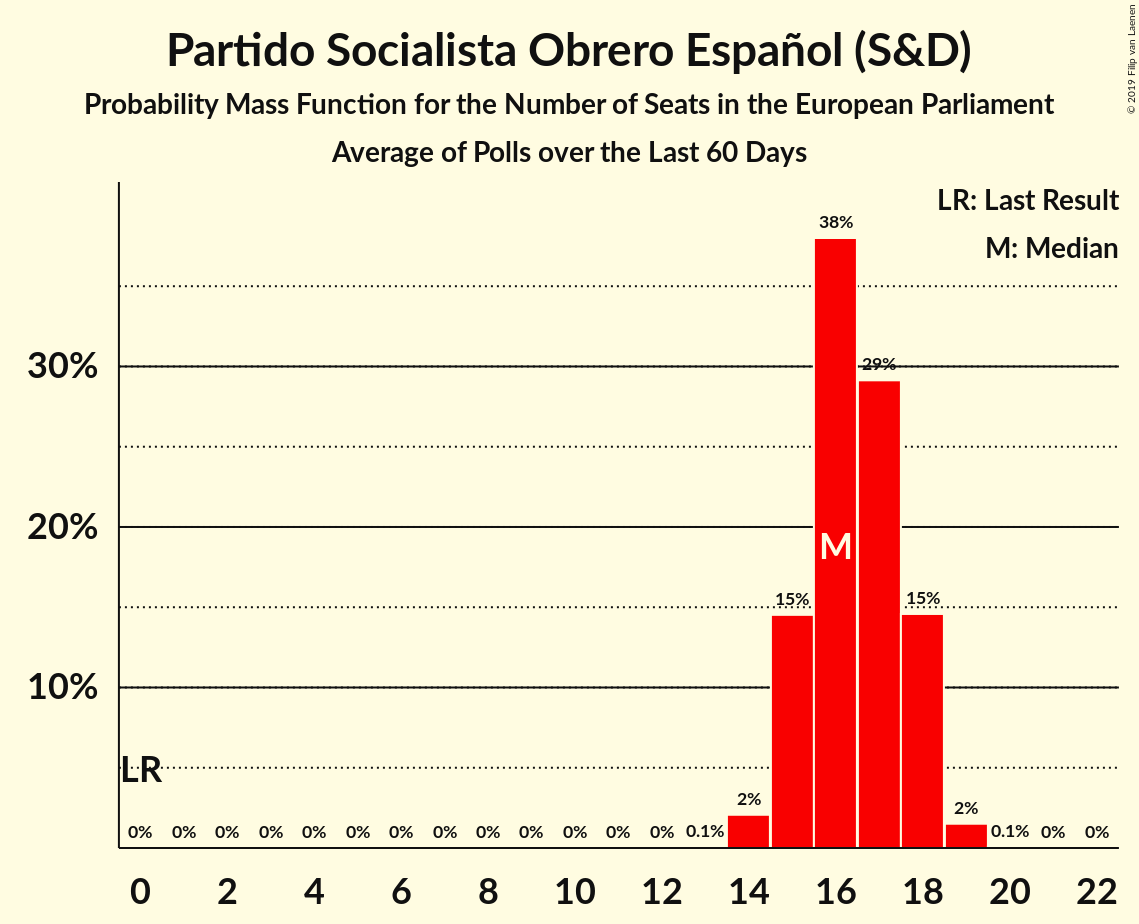 Partido Socialista Obrero Español (S&D)
Probability Mass Function for the Number of Seats in the European Parliament
Average of Polls over the Last 60 Days
© 2019 Filip van Laenen
LR: Last Result
M: Median
38%
30%
29%
20%
M
15%
15%
10%
LR
2%
2%
0% 0% 0% 0% 0% 0% 0% 0% 0% 0% 0% 0% 0% 0.1% 0.1% 0% 0%
0 2 4 6 8 10 12 14 16 18 20 22